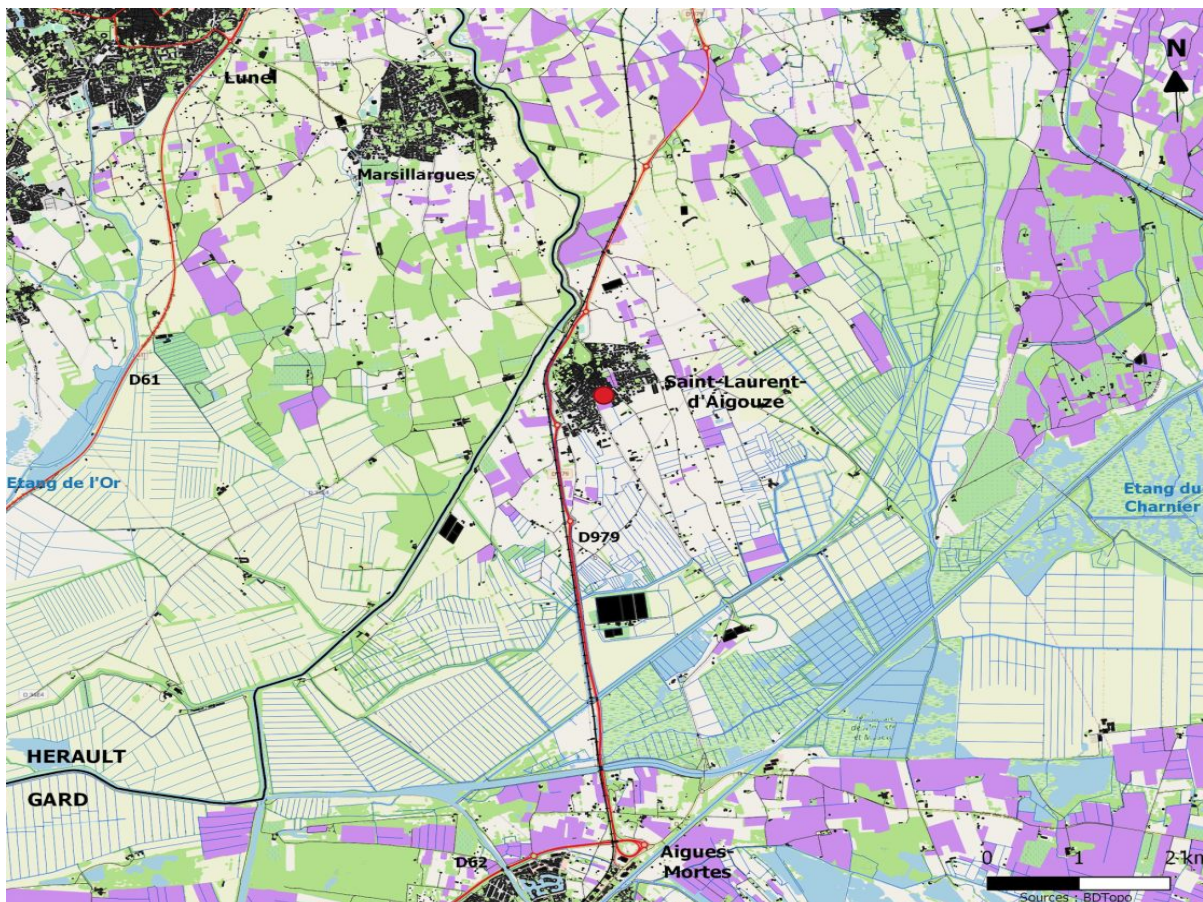 N
Lunel
Marsillargues
D61
Saint-Laurent-
d'Aigouze
Etang de l'Or
Etang du
Charnier
D979
HERAULT
GARD
D62
Aigues-
Mortes
0 1 2 km
Sources : BDTopo